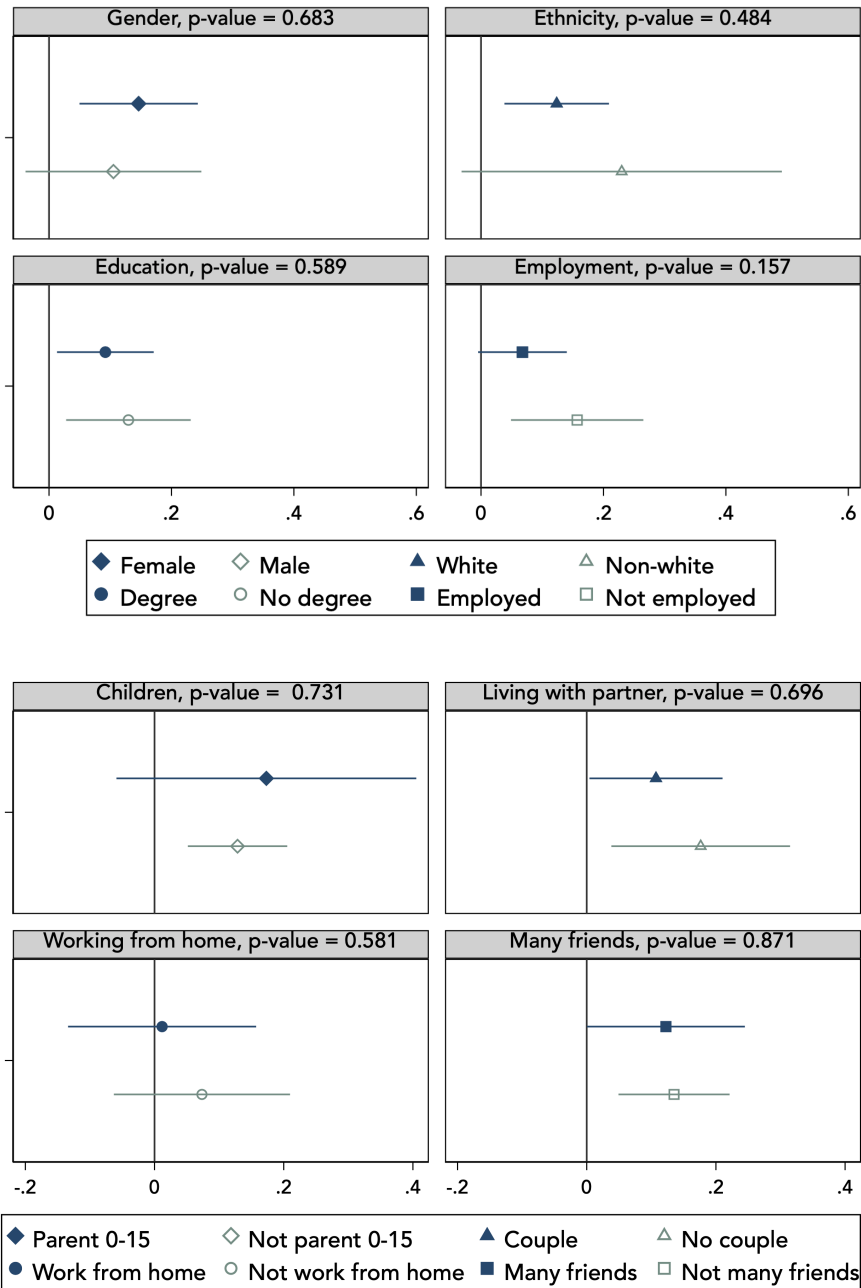 Gender, p-value = 0.683
Ethnicity, p-value = 0.484
Education, p-value = 0.589
Employment, p-value = 0.157
0 .2 .4 .6
0 .2 .4 .6
Female Male White Non-white
Degree No degree Employed Not employed
Children, p-value = 0.731
Living with partner, p-value = 0.696
Working from home, p-value = 0.581
Many friends, p-value = 0.871
-.2 0 .2 .4
-.2 0 .2 .4
Parent 0-15 Not parent 0-15 Couple No couple
Work from home Not work from home Many friends Not many friends